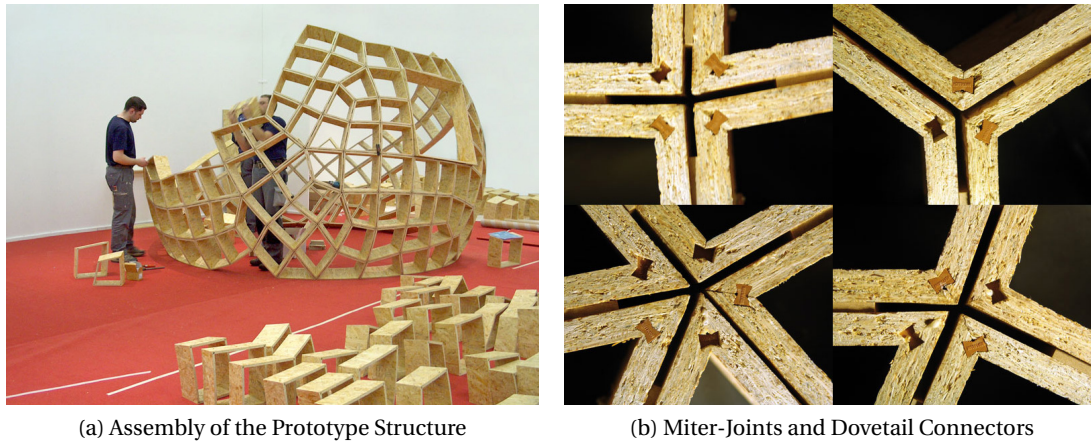 (a) Assembly of the Prototype Structure
(b) Miter-Joints and Dovetail Connectors